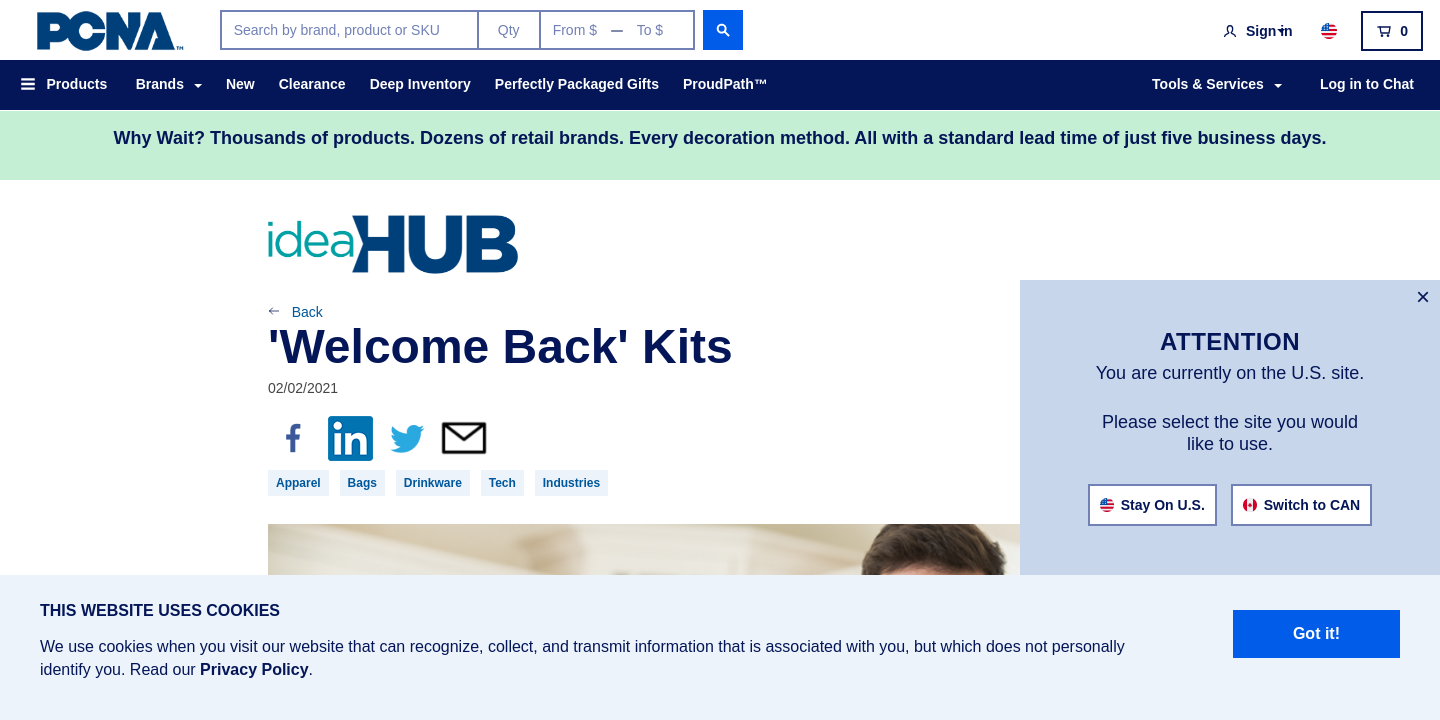 PCNA™
Search by brand, product or SKU
Qty
From $ — To $
Sign In
0
Products
Brands
New
Clearance
Deep Inventory
Perfectly Packaged Gifts
ProudPath™
Tools & Services
Log in to Chat
Why Wait? Thousands of products. Dozens of retail brands. Every decoration method. All with a standard lead time of just five business days.
ideaHUB
Back
'Welcome Back' Kits
02/02/2021
Apparel
Bags
Drinkware
Tech
Industries
×
ATTENTION
You are currently on the U.S. site.
Please select the site you would
like to use.
Stay On U.S.
Switch to CAN
THIS WEBSITE USES COOKIES
We use cookies when you visit our website that can recognize, collect, and transmit information that is associated with you, but which does not personally
identify you. Read our Privacy Policy.
Got it!